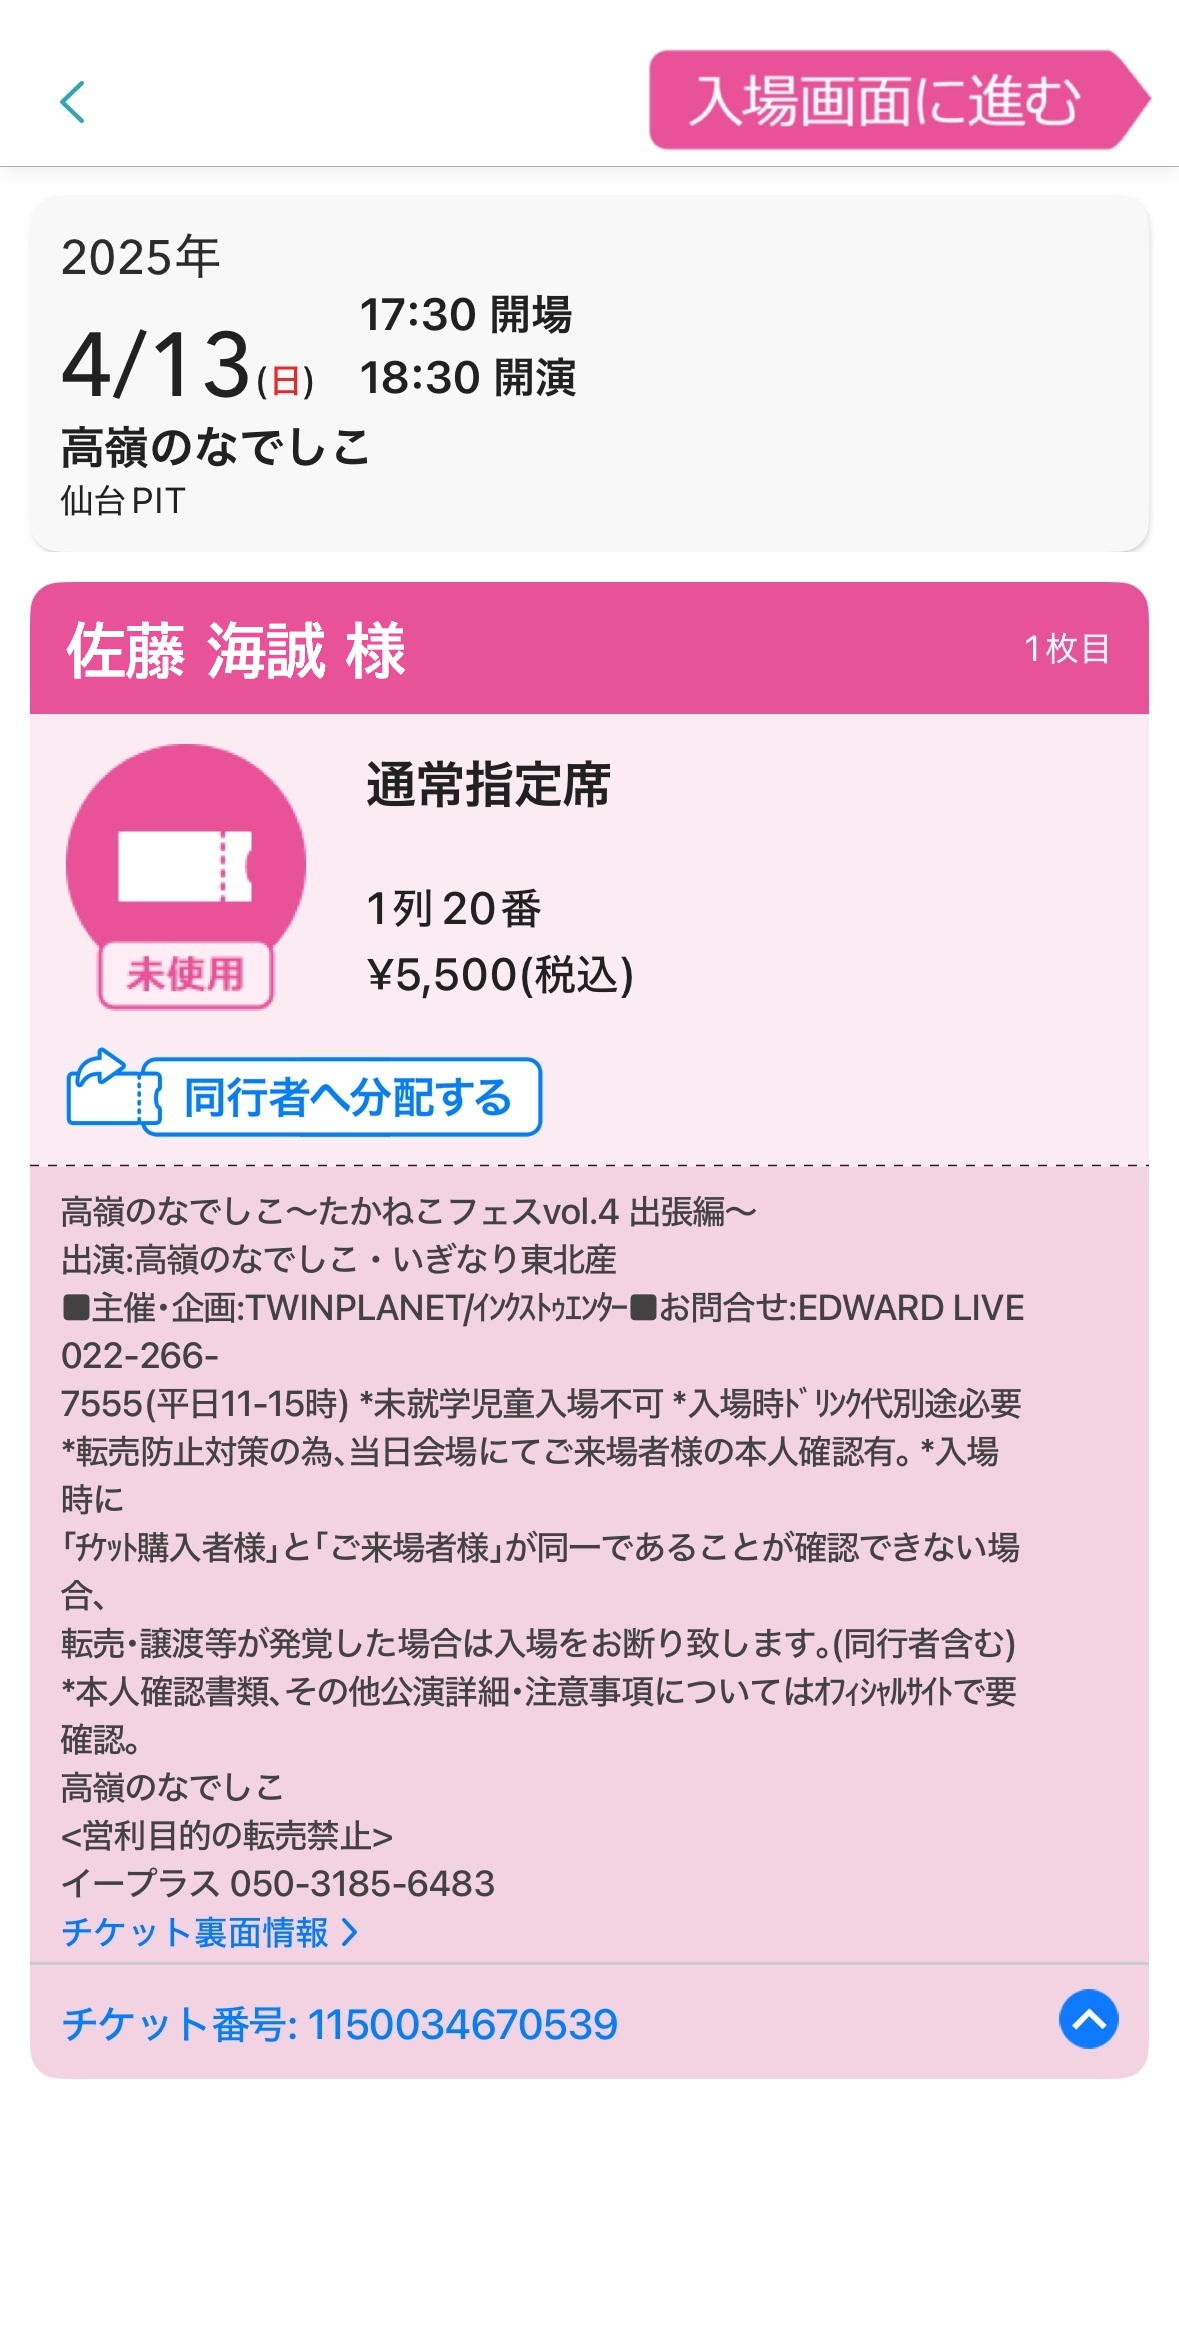 入場画面に進む
2025年
4/13(日)
17:30 開場
18:30 開演
高嶺のなでしこ
仙台PIT
佐藤 海誠 様
1枚目
通常指定席
1列20番
¥5,500(税込)
未使用
同行者へ分配する
高嶺のなでしこ〜たかねこフェスvol.4 出張編〜
出演:高嶺のなでしこ・いぎなり東北産
■主催・企画:TWINPLANET/ｲﾝｸｽﾄｩｴﾝﾀｰ■お問合せ:EDWARD LIVE
022-266-
7555(平日11-15時) *未就学児童入場不可 *入場時ﾄﾞﾘﾝｸ代別途必要
*転売防止対策の為､当日会場にてご来場者様の本人確認有｡ *入場
時に
｢ﾁｹｯﾄ購入者様｣と｢ご来場者様｣が同一であることが確認できない場
合､
転売･譲渡等が発覚した場合は入場をお断り致します｡(同行者含む)
*本人確認書類､その他公演詳細･注意事項についてはｵﾌｨｼｬﾙｻｲﾄで要
確認｡
高嶺のなでしこ
<営利目的の転売禁止>
イープラス 050-3185-6483
チケット裏面情報
チケット番号: 1150034670539